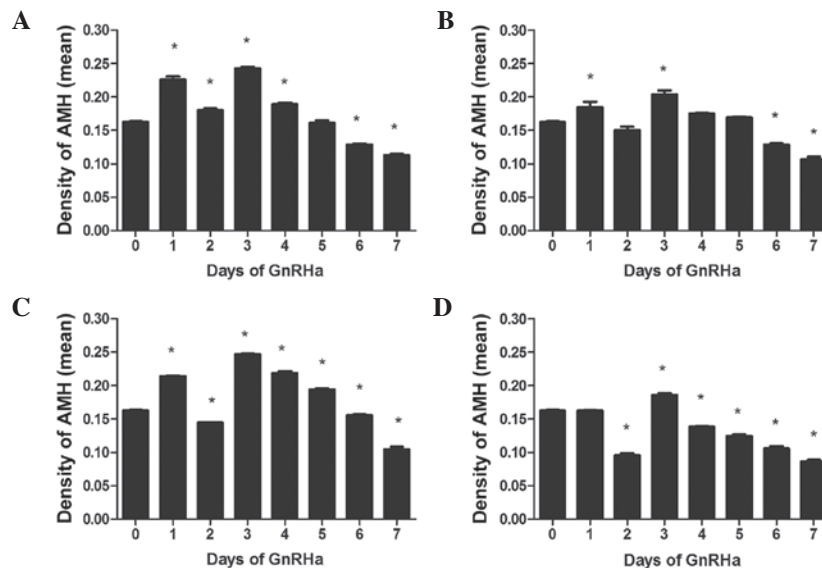 A
Density of AMH (mean)
0.30
0.25
0.20
0.15
0.10
0.05
0.00
* * * * * *
0 1 2 3 4 5 6 7
Days of GnRHa
B
Density of AMH (mean)
0.30
0.25
0.20
0.15
0.10
0.05
0.00
* * * *
0 1 2 3 4 5 6 7
Days of GnRHa
C
Density of AMH (mean)
0.30
0.25
0.20
0.15
0.10
0.05
0.00
* * * * * * *
0 1 2 3 4 5 6 7
Days of GnRHa
D
Density of AMH (mean)
0.30
0.25
0.20
0.15
0.10
0.05
0.00
* * * * * *
0 1 2 3 4 5 6 7
Days of GnRHa